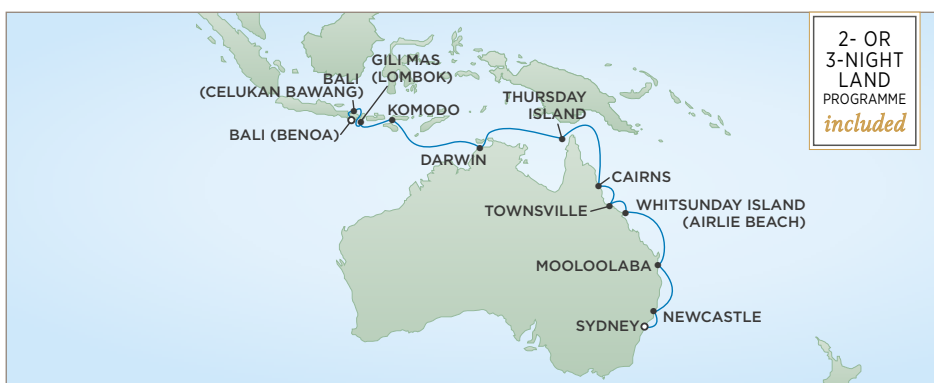 2- OR
3-NIGHT
LAND
PROGRAMME
included
GILI MAS
(LOMBOK)
BALI
(CELUKAN BAWANG)
KOMODO
THURSDAY
ISLAND
BALI (BENOA)
DARWIN
CAIRNS
TOWNSVILLE
WHITSUNDAY ISLAND
(AIRLIE BEACH)
MOOLOOLABA
NEWCASTLE
SYDNEY